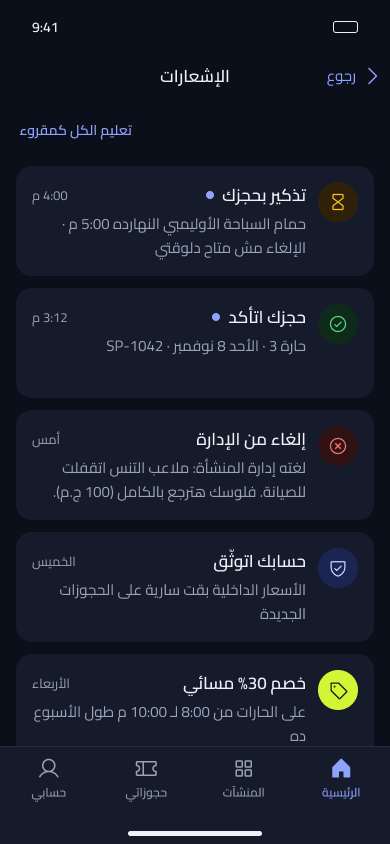 9:41
رجوع
الإشعارات
تعليم الكل كمقروء
تذكير بحجزك
4:00 م
حمام السباحة الأوليمبي النهارده 5:00 م ·
الإلغاء مش متاح دلوقتي
حجزك اتأكد
3:12 م
حارة 3 · الأحد 8 نوفمبر · SP-1042
إلغاء من الإدارة
أمس
لغته إدارة المنشأة: ملاعب التنس اتقفلت
للصيانة. فلوسك هترجع بالكامل (100 ج.م).
حسابك اتوثّق
الخميس
الأسعار الداخلية بقت سارية على الحجوزات
الجديدة
خصم 30% مسائي
الأربعاء
على الحارات من 8:00 لـ 10:00 م طول الأسبوع
ده
الرئيسية
المنشآت
حجوزاتي
حسابي